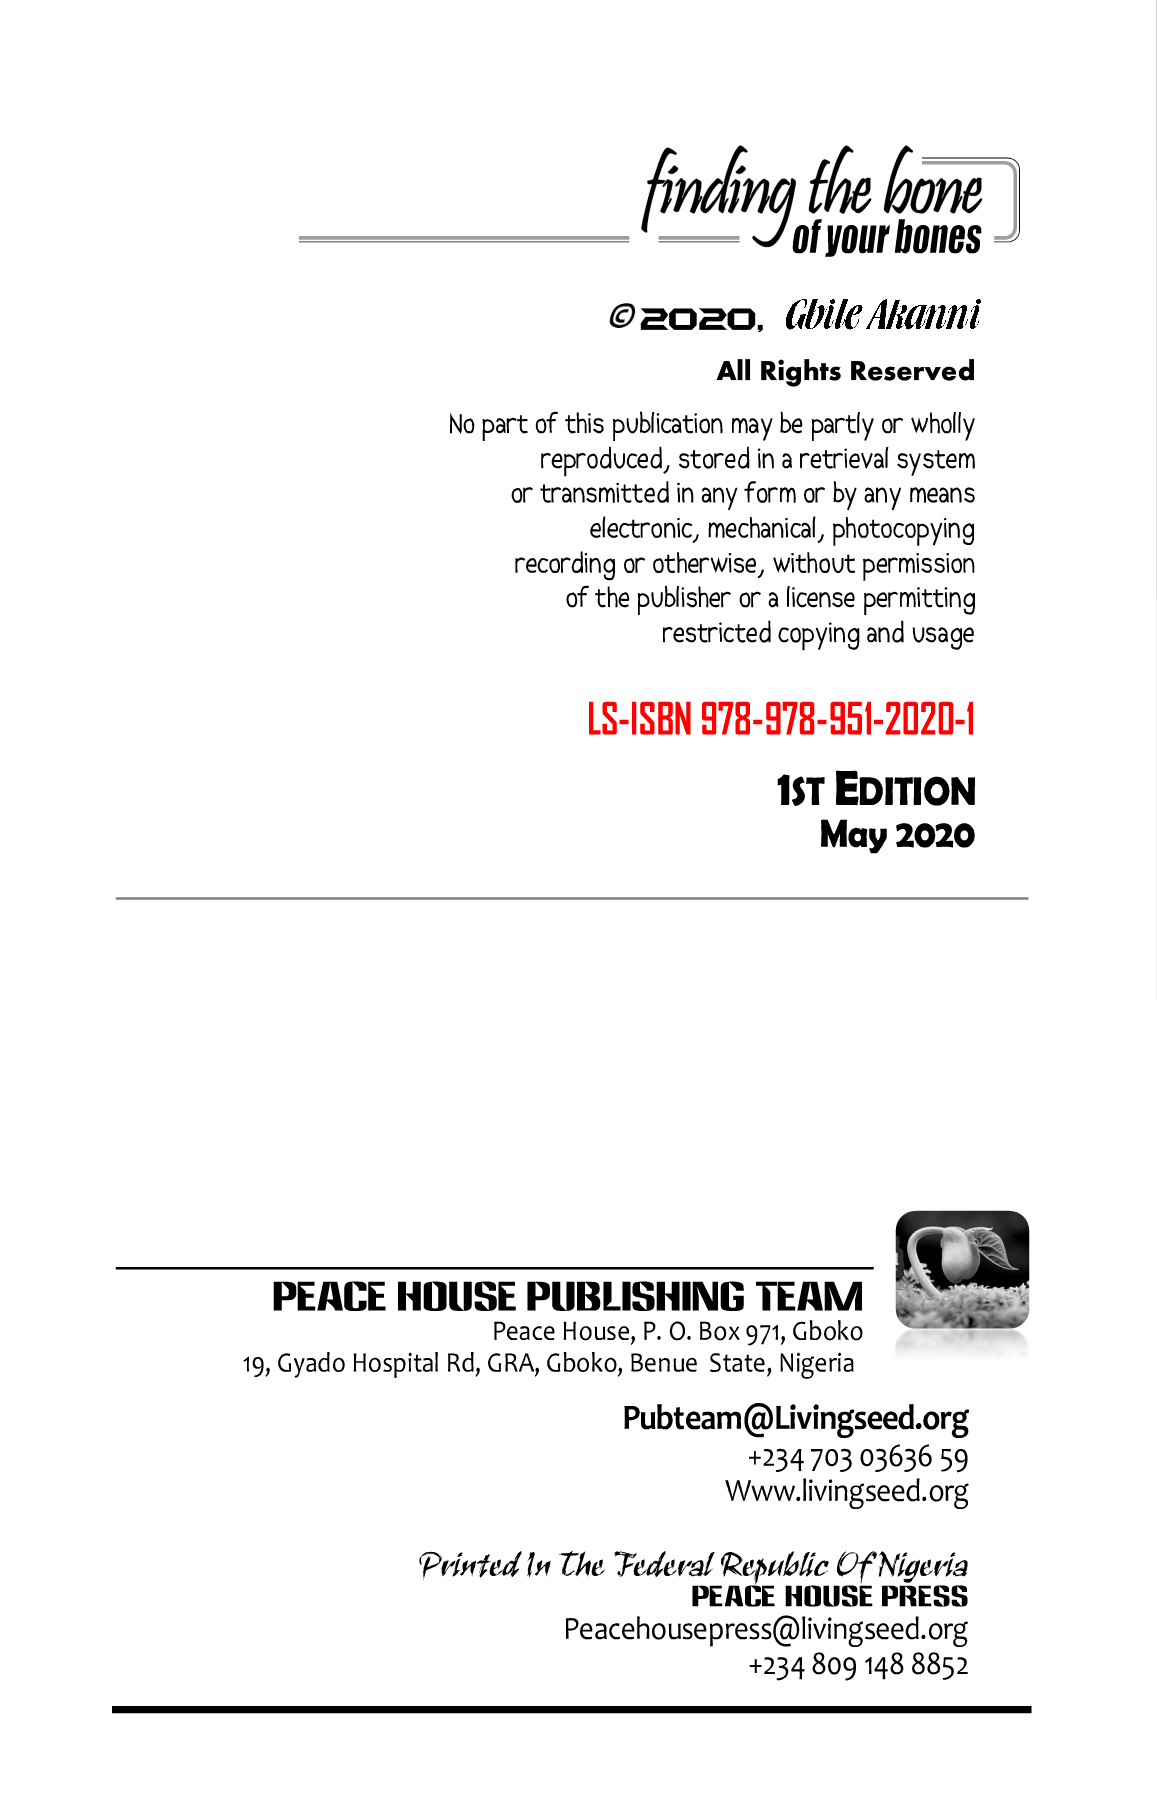 finding the bone
of your bones
©2020, Gbile Akanni
All Rights Reserved
No part of this publication may be partly or wholly
reproduced, stored in a retrieval system
or transmitted in any form or by any means
electronic, mechanical, photocopying
recording or otherwise, without permission
of the publisher or a license permitting
restricted copying and usage
LS-ISBN 978-978-951-2020-1
1ST EDITION
May 2020
PEACE HOUSE PUBLISHING TEAM
Peace House, P. O. Box 971, Gboko
19, Gyado Hospital Rd, GRA, Gboko, Benue State, Nigeria
Pubteam@Livingseed.org
+234 703 03636 59
Www.livingseed.org
Printed In The Federal Republic Of Nigeria
PEACE HOUSE PRESS
Peacehousepress@livingseed.org
+234 809 148 8852